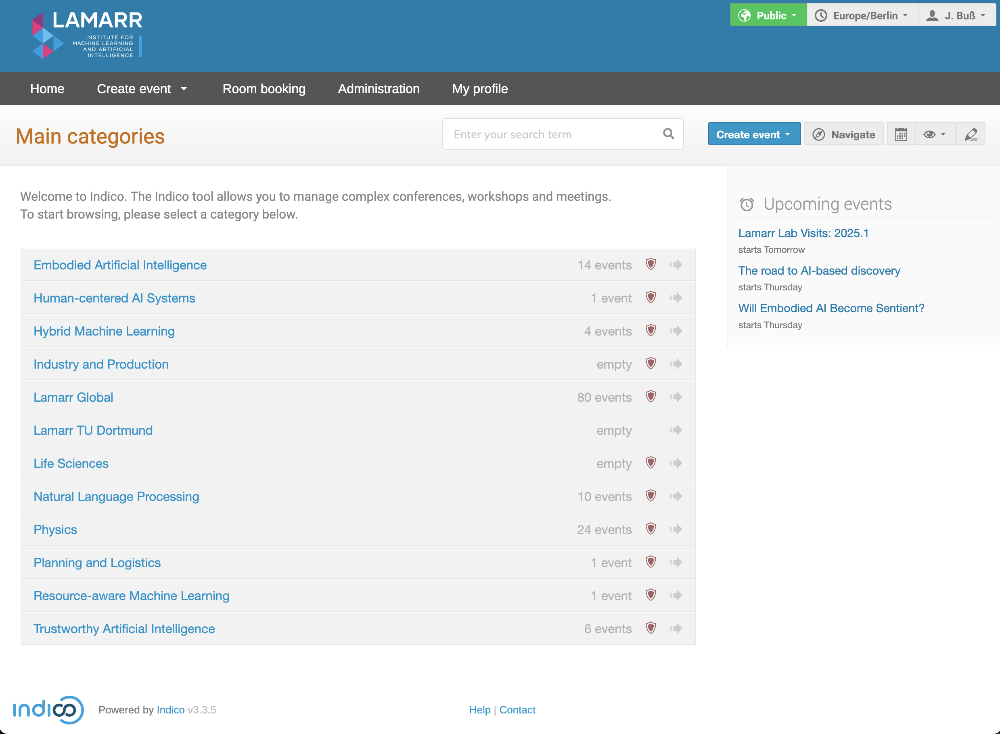 LAMARR
INSTITUTE FOR
MACHINE LEARNING
AND ARTIFICIAL
INTELLIGENCE
Public
Europe/Berlin
J. Buß
Home
Create event
Room booking
Administration
My profile
Main categories
Enter your search term
Create event
Navigate
Welcome to Indico. The Indico tool allows you to manage complex conferences, workshops and meetings.
To start browsing, please select a category below.
Embodied Artificial Intelligence 14 events
Human-centered AI Systems 1 event
Hybrid Machine Learning 4 events
Industry and Production empty
Lamarr Global 80 events
Lamarr TU Dortmund empty
Life Sciences empty
Natural Language Processing 10 events
Physics 24 events
Planning and Logistics 1 event
Resource-aware Machine Learning 1 event
Trustworthy Artificial Intelligence 6 events
Upcoming events
Lamarr Lab Visits: 2025.1
starts Tomorrow
The road to AI-based discovery
starts Thursday
Will Embodied AI Become Sentient?
starts Thursday
indico
Powered by Indico v3.3.5
Help | Contact